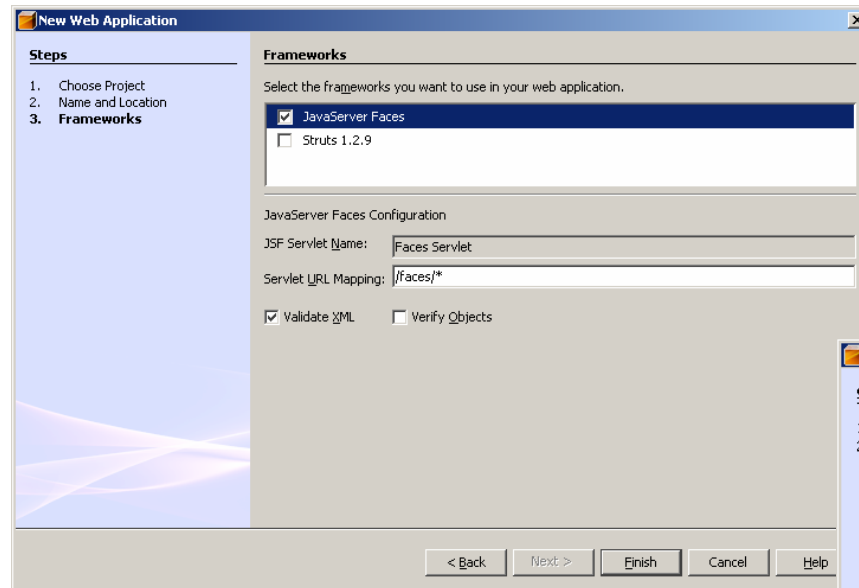 New Web Application
Steps
1. Choose Project
2. Name and Location
3. Frameworks
Frameworks
Select the frameworks you want to use in your web application.
JavaServer Faces
Struts 1.2.9
JavaServer Faces Configuration
JSF Servlet Name: Faces Servlet
Servlet URL Mapping: /faces/*
Validate XML Verify Objects
< Back Next > Finish Cancel Help